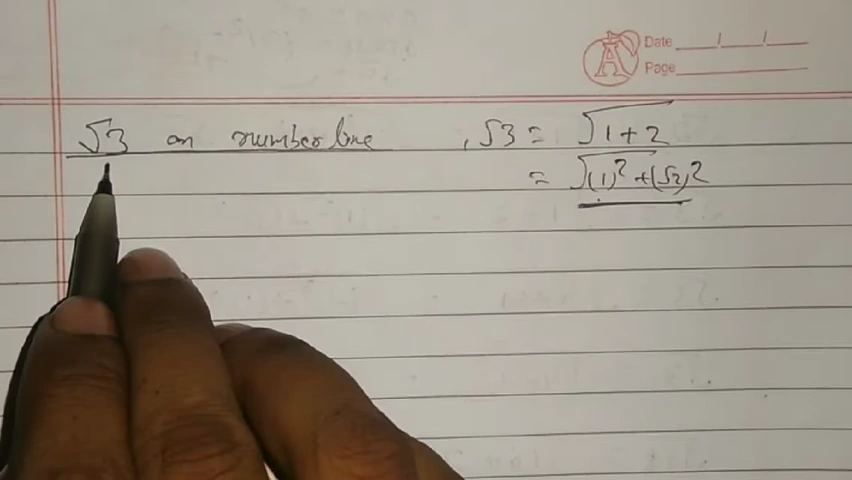 Date
Page
√3 on number line , √3 = √1+2
= √(1)² + (√2)²